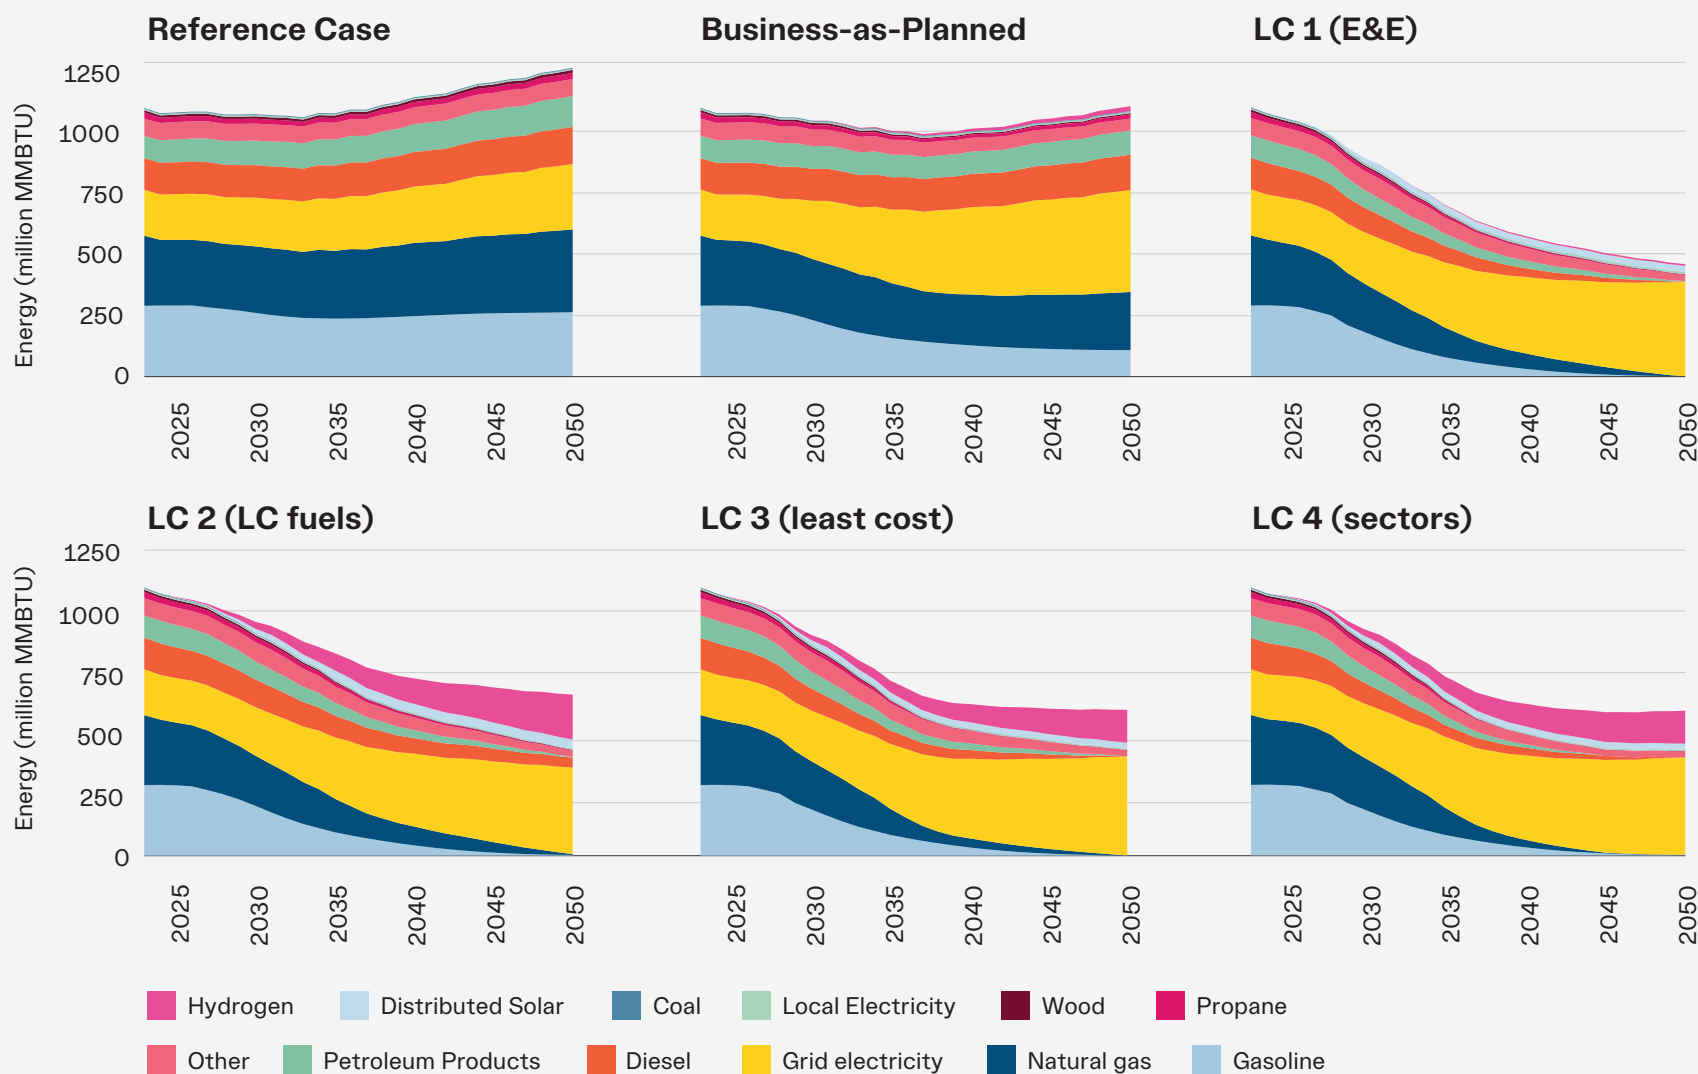 Reference Case
Business-as-Planned
LC 1 (E&E)
Energy (million MMBTU)
1250
1000
750
500
250
0
2025 2030 2035 2040 2045 2050
2025 2030 2035 2040 2045 2050
2025 2030 2035 2040 2045 2050
LC 2 (LC fuels)
LC 3 (least cost)
LC 4 (sectors)
Energy (million MMBTU)
1250
1000
750
500
250
0
2025 2030 2035 2040 2045 2050
2025 2030 2035 2040 2045 2050
2025 2030 2035 2040 2045 2050
Hydrogen Distributed Solar Coal Local Electricity Wood Propane
Other Petroleum Products Diesel Grid electricity Natural gas Gasoline